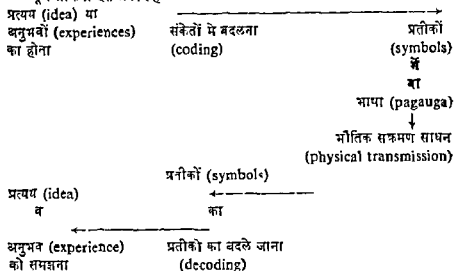 प्रत्यय (idea) या
अनुभवों (experiences) संकेतों मे बदलना प्रतीकों
का होना (coding) (symbols)
में
वा
भाषा (pagauga)
भौतिक सक्रमण साधन
(physical transmission)
प्रनीकों (symbols)
प्रत्यय (idea)
व का
अनुभव (experience) प्रतीको का बदले जाना
को समझना (decoding)